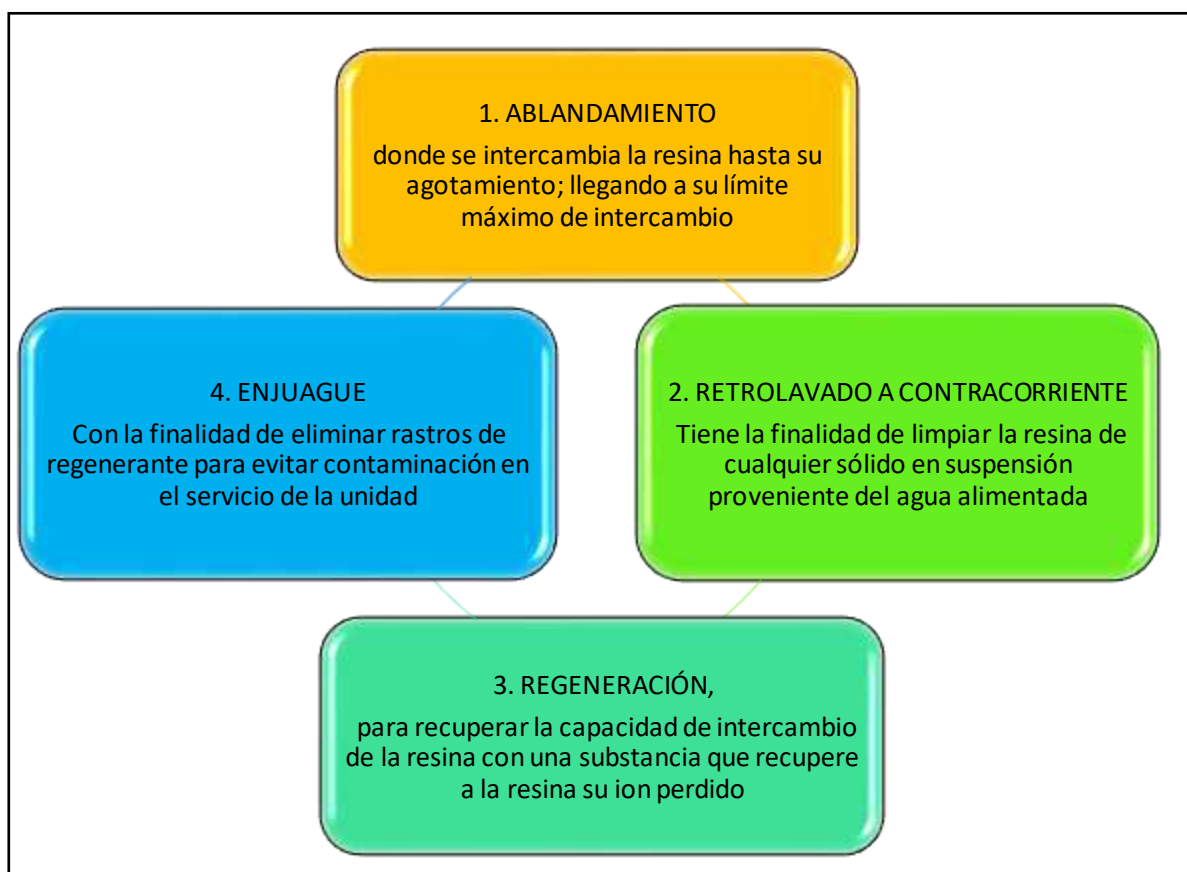 1. ABLANDAMIENTO
donde se intercambia la resina hasta su
agotamiento; llegando a su límite
máximo de intercambio
2. RETROLAVADO A CONTRACORRIENTE
Tiene la finalidad de limpiar la resina de
cualquier sólido en suspensión
proveniente del agua alimentada
3. REGENERACIÓN,
para recuperar la capacidad de intercambio
de la resina con una substancia que recupere
a la resina su ion perdido
4. ENJUAGUE
Con la finalidad de eliminar rastros de
regenerante para evitar contaminación en
el servicio de la unidad